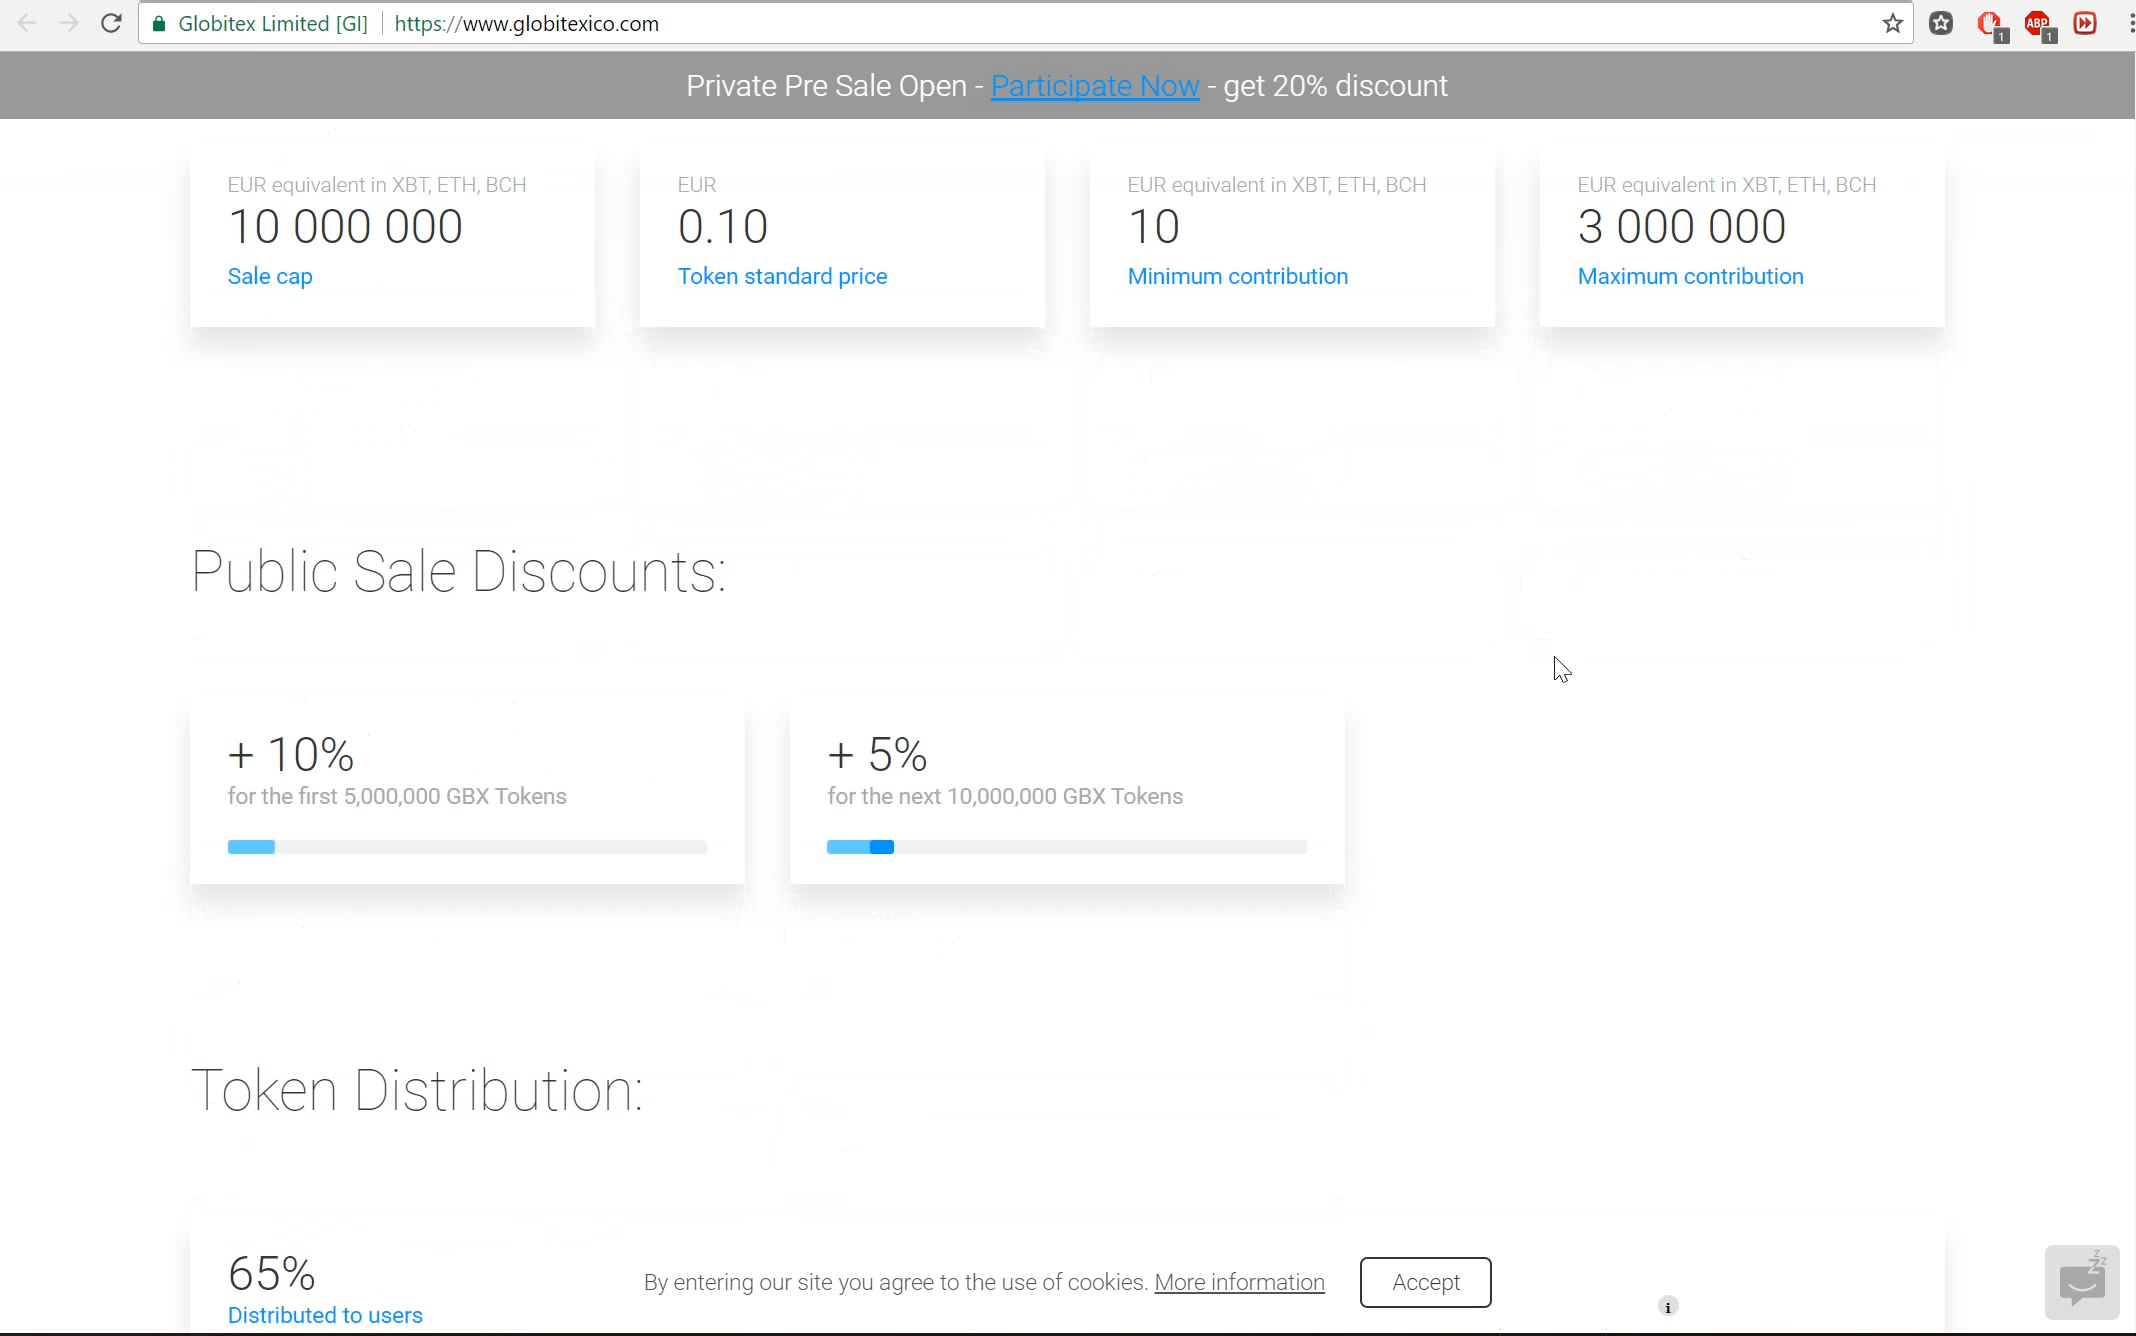 Globitex Limited [GI] https://www.globitexico.com
1
ABP
1
Private Pre Sale Open - Participate Now - get 20% discount
EUR equivalent in XBT, ETH, BCH
10 000 000
Sale cap
EUR
0.10
Token standard price
EUR equivalent in XBT, ETH, BCH
10
Minimum contribution
EUR equivalent in XBT, ETH, BCH
3 000 000
Maximum contribution
Public Sale Discounts:
+ 10%
for the first 5,000,000 GBX Tokens
+ 5%
for the next 10,000,000 GBX Tokens
Token Distribution:
65%
Distributed to users
By entering our site you agree to the use of cookies. More information
Accept
i
z z z